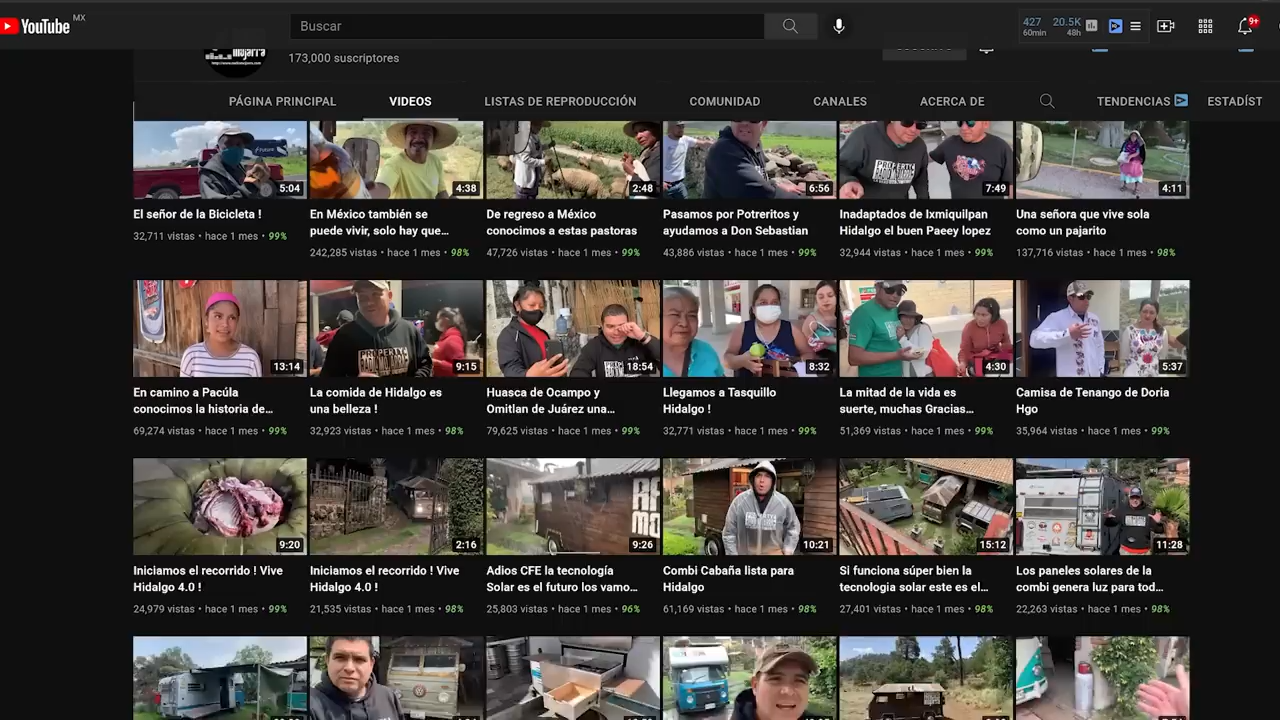 YouTube MX
Buscar
427
60min
20.5K
48h
9+
173,000 suscriptores
PÁGINA PRINCIPAL
VIDEOS
LISTAS DE REPRODUCCIÓN
COMUNIDAD
CANALES
ACERCA DE
TENDENCIAS
ESTADÍST
5:04
4:38
2:48
6:56
7:49
4:11
El señor de la Bicicleta !
32,711 vistas • hace 1 mes • 99%
En México también se
puede vivir, solo hay que…
242,285 vistas • hace 1 mes • 98%
De regreso a México
conocimos a estas pastoras
47,726 vistas • hace 1 mes • 99%
Pasamos por Potreritos y
ayudamos a Don Sebastian
43,886 vistas • hace 1 mes • 99%
Inadaptados de Ixmiquilpan
Hidalgo el buen Paeey lopez
32,944 vistas • hace 1 mes • 99%
Una señora que vive sola
como un pajarito
137,716 vistas • hace 1 mes • 98%
13:14
9:15
18:54
8:32
4:30
5:37
En camino a Pacúla
conocimos la historia de…
69,274 vistas • hace 1 mes • 99%
La comida de Hidalgo es
una belleza !
32,923 vistas • hace 1 mes • 98%
Huasca de Ocampo y
Omitlan de Juárez una…
79,625 vistas • hace 1 mes • 99%
Llegamos a Tasquillo
Hidalgo !
32,771 vistas • hace 1 mes • 99%
La mitad de la vida es
suerte, muchas Gracias…
51,369 vistas • hace 1 mes • 99%
Camisa de Tenango de Doria
Hgo
35,964 vistas • hace 1 mes • 99%
9:20
2:16
9:26
10:21
15:12
11:28
Iniciamos el recorrido ! Vive
Hidalgo 4.0 !
24,979 vistas • hace 1 mes • 99%
Iniciamos el recorrido ! Vive
Hidalgo 4.0 !
21,535 vistas • hace 1 mes • 98%
Adios CFE la tecnología
Solar es el futuro los vamo…
25,803 vistas • hace 1 mes • 96%
Combi Cabaña lista para
Hidalgo
61,169 vistas • hace 1 mes • 98%
Si funciona súper bien la
tecnologia solar este es el…
27,401 vistas • hace 1 mes • 98%
Los paneles solares de la
combi genera luz para tod…
22,263 vistas • hace 1 mes • 98%